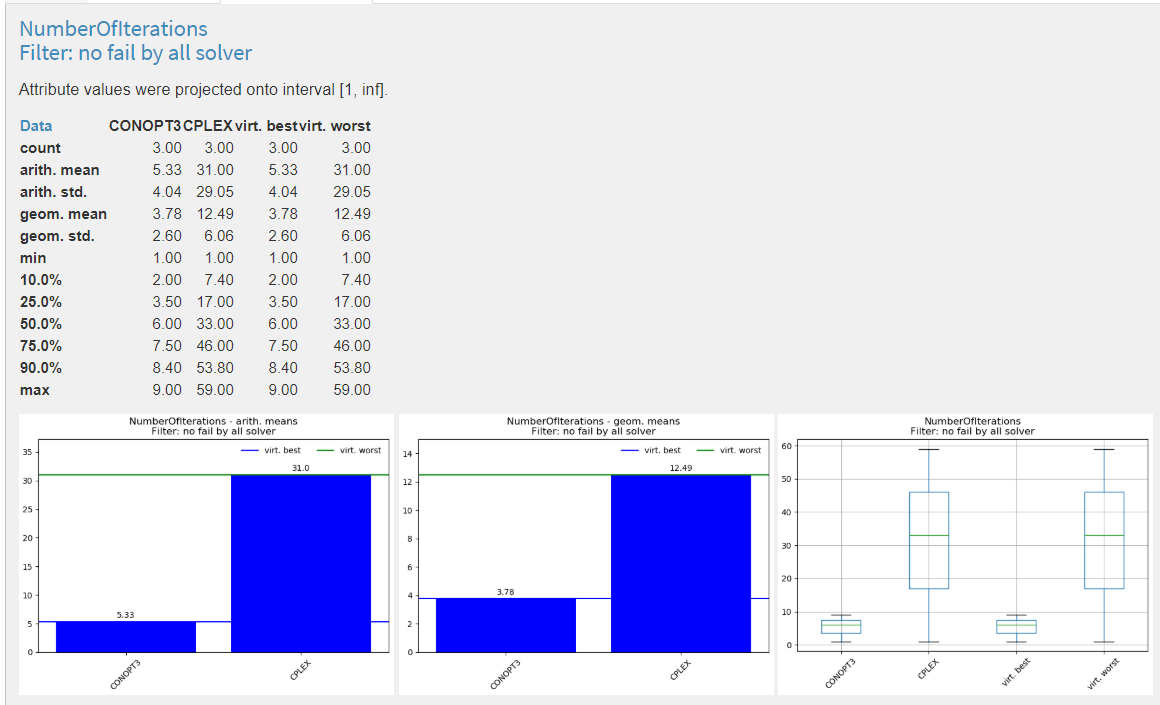 NumberOfIterations
Filter: no fail by all solver
Attribute values were projected onto interval [1, inf].
Data CONOPT3 CPLEX virt. best virt. worst
count 3.00 3.00 3.00 3.00
arith. mean 5.33 31.00 5.33 31.00
arith. std. 4.04 29.05 4.04 29.05
geom. mean 3.78 12.49 3.78 12.49
geom. std. 2.60 6.06 2.60 6.06
min 1.00 1.00 1.00 1.00
10.0% 2.00 7.40 2.00 7.40
25.0% 3.50 17.00 3.50 17.00
50.0% 6.00 33.00 6.00 33.00
75.0% 7.50 46.00 7.50 46.00
90.0% 8.40 53.80 8.40 53.80
max 9.00 59.00 9.00 59.00
NumberOfIterations - arith. means
Filter: no fail by all solver
virt. best virt. worst
35
30
25
20
15
10
5
0
31.0
5.33
CONOPT3 CPLEX
NumberOfIterations - geom. means
Filter: no fail by all solver
virt. best virt. worst
14
12
10
8
6
4
2
0
12.49
3.78
CONOPT3 CPLEX
NumberOfIterations
Filter: no fail by all solver
60
50
40
30
20
10
0
CONOPT3 CPLEX virt. best virt. worst